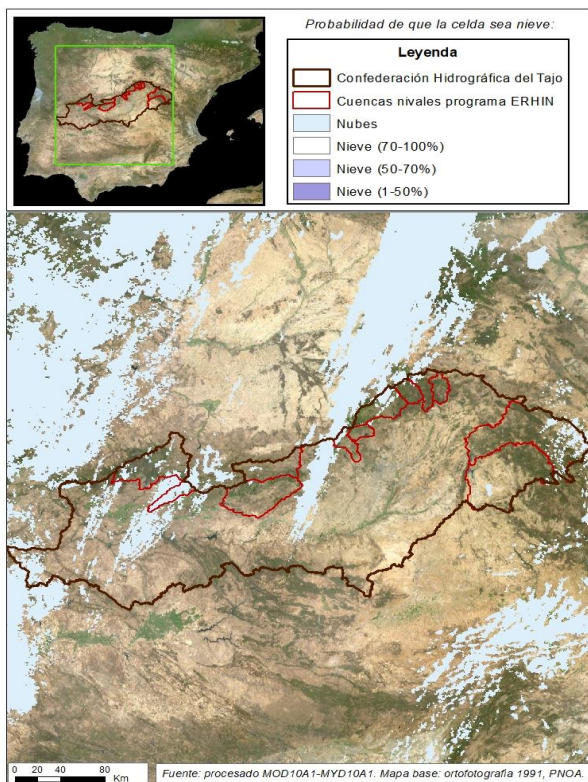 Probabilidad de que la celda sea nieve:
Leyenda
Confederación Hidrográfica del Tajo
Cuencas nivales programa ERHIN
Nubes
Nieve (70-100%)
Nieve (50-70%)
Nieve (1-50%)
0 20 40 80
Km
Fuente: procesado MOD10A1-MYD10A1. Mapa base: orofotografia 1991, PNOA.